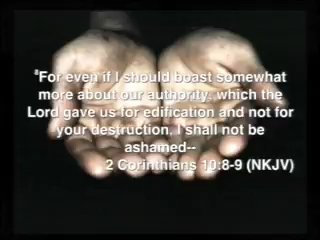 ⁸For even if I should boast somewhat
more about our authority, which the
Lord gave us for edification and not for
your destruction, I shall not be
ashamed--
2 Corinthians 10:8-9 (NKJV)